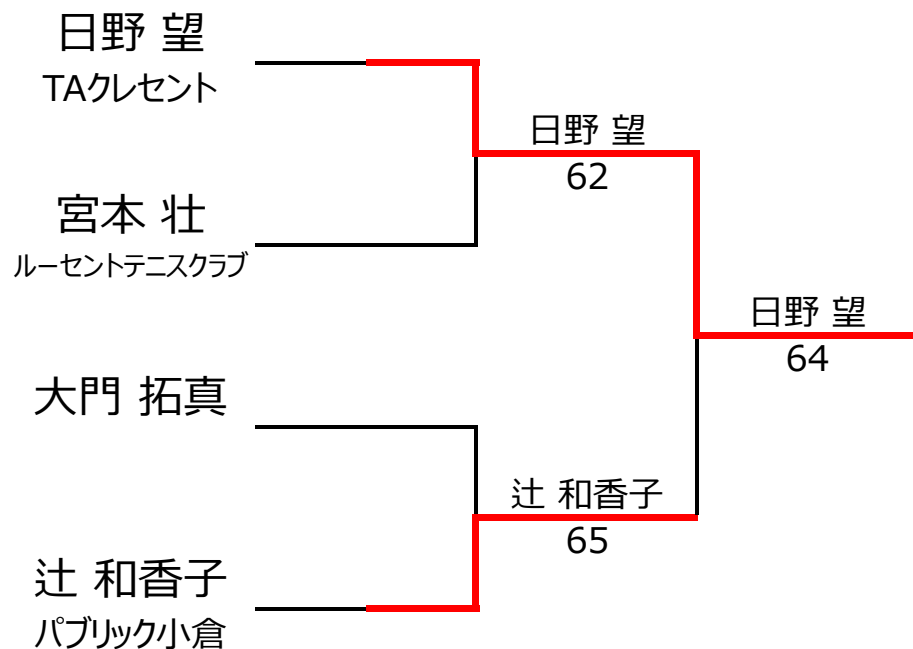 日野 望
TAクレセント
日野 望
62
宮本 壮
ルーセントテニスクラブ
日野 望
64
大門 拓真
辻 和香子
65
辻 和香子
パブリック小倉